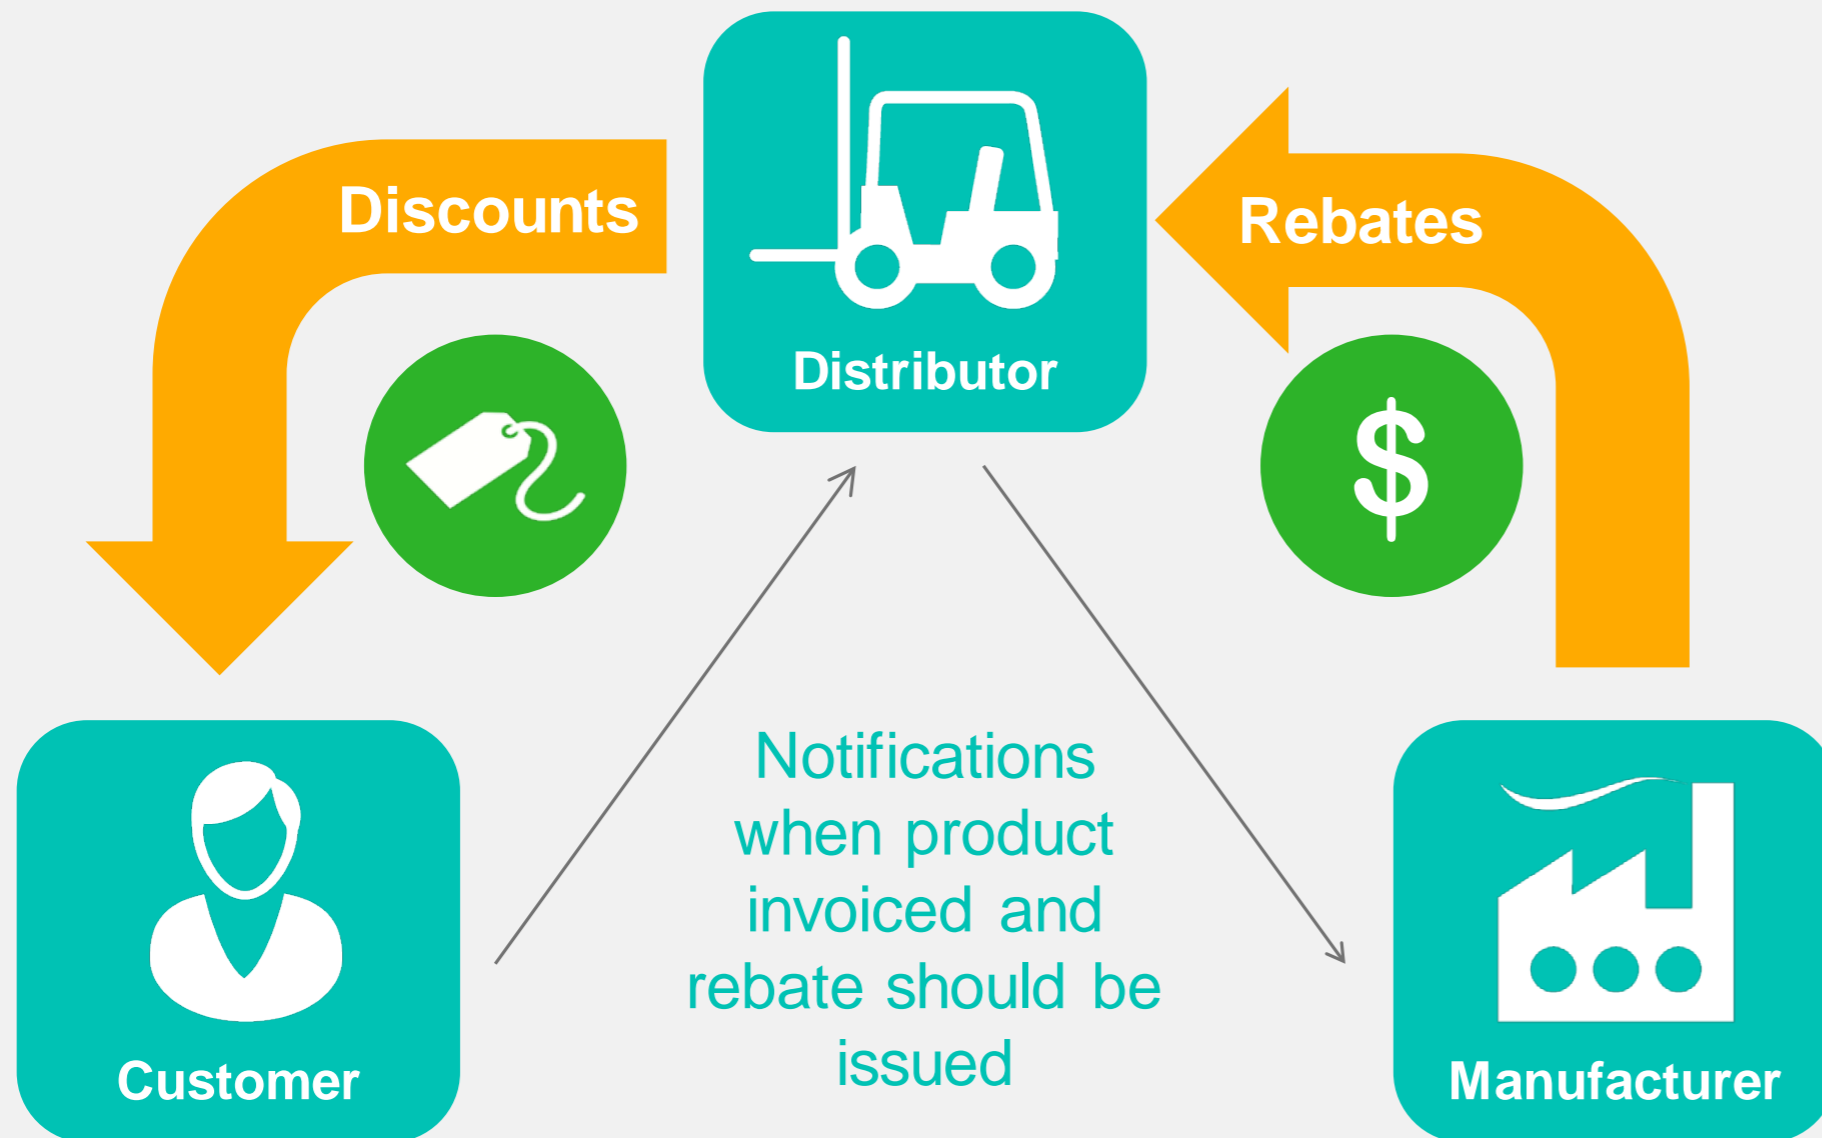 Discounts
Rebates
Distributor
$
Notifications
when product
invoiced and
rebate should be
issued
Customer
Manufacturer